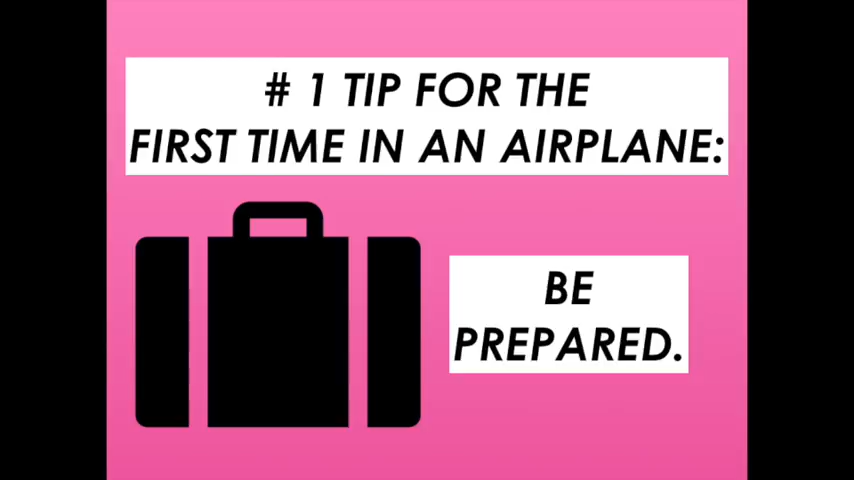 # 1 TIP FOR THE
FIRST TIME IN AN AIRPLANE:
BE
PREPARED.